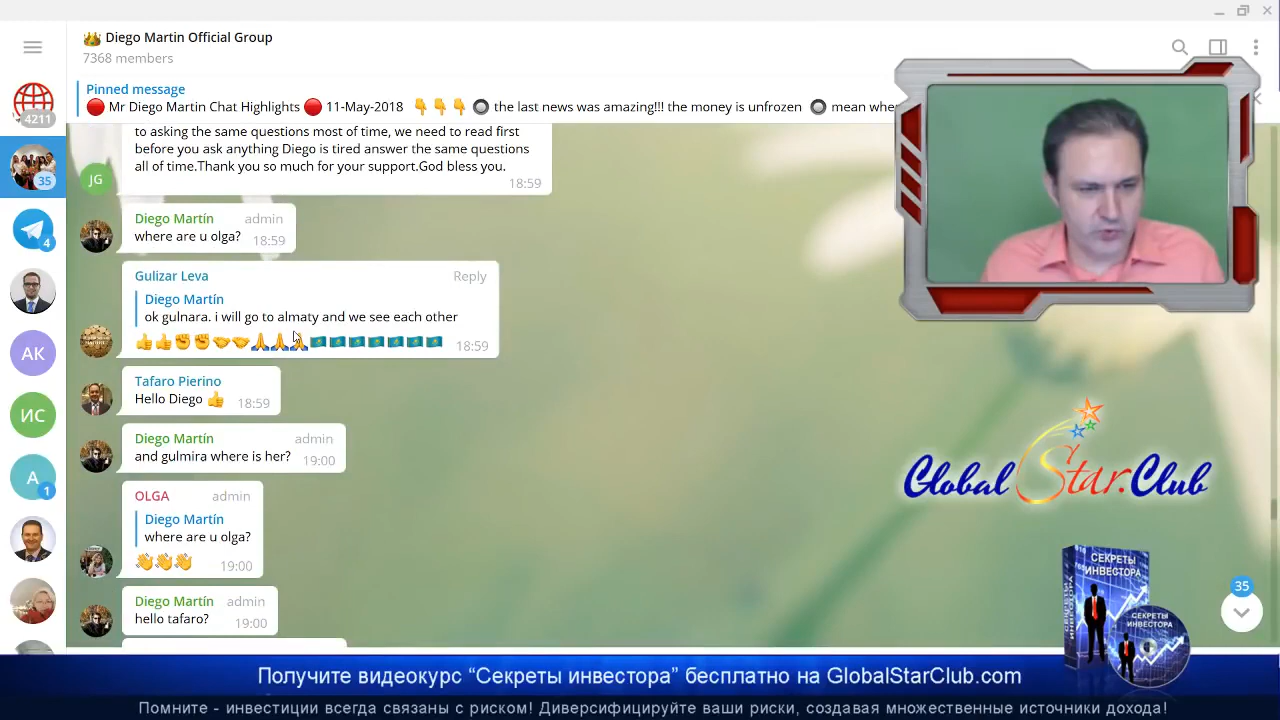 Diego Martin Official Group
7368 members
Pinned message
Mr Diego Martin Chat Highlights 🔴 11-May-2018 👇👇👇 🔘 the last news was amazing!!! the money is unfrozen 🔘 mean whe
4211
to asking the same questions most of time, we need to read first
before you ask anything Diego is tired answer the same questions
all of time.Thank you so much for your support.God bless you.
JG
18:59
35
Diego Martín admin
where are u olga? 18:59
4
Gulizar Leva Reply
Diego Martín
ok gulnara. i will go to almaty and we see each other
18:59
АК
Tafaro Pierino
Hello Diego 👍 18:59
ИС
Diego Martín admin
and gulmira where is her? 19:00
A
1
OLGA admin
Diego Martín
where are u olga?
👋👋👋 19:00
Diego Martín admin
hello tafaro? 19:00
Global Star.Club
СЕКРЕТЫ
ИНВЕСТОРА
СЕКРЕТЫ
ИНВЕСТОРА
35
Получите видеокурс “Секреты инвестора” бесплатно на GlobalStarClub.com
Помните - инвестиции всегда связаны с риском! Диверсифицируйте ваши риски, создавая множественные источники дохода!